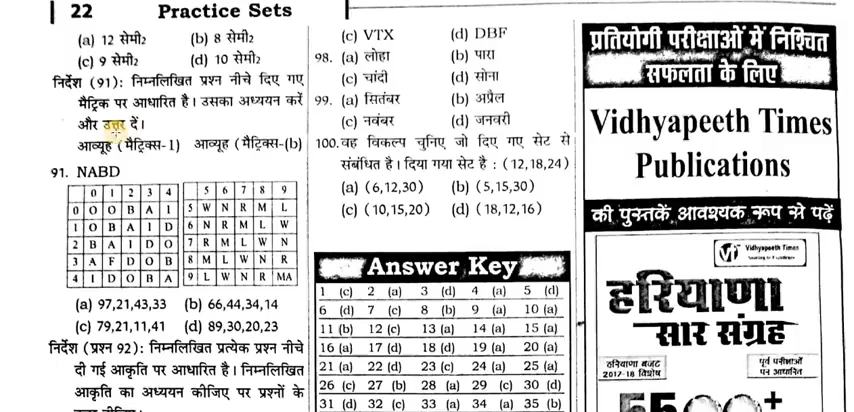 22 Practice Sets
(a) 12 सेमी2 (b) 8 सेमी2
(c) 9 सेमी2 (d) 10 सेमी2
निर्देश (91): निम्नलिखित प्रश्न नीचे दिए गए
मैट्रिक पर आधारित है। उसका अध्ययन करें
और उत्तर दें।
आव्यूह (मैट्रिक्स-1) आव्यूह (मैट्रिक्स-(b)
91. NABD
0 1 2 3 4
0 O O B A I
1 O B A I D
2 B A I D O
3 A F D O B
4 I D O B A
5 6 7 8 9
5 W N R M L
6 N R M L W
7 R M L W N
8 M L W N R
9 L W N R MA
(a) 97,21,43,33 (b) 66,44,34,14
(c) 79,21,11,41 (d) 89,30,20,23
निर्देश (प्रश्न 92): निम्नलिखित प्रत्येक प्रश्न नीचे
दी गई आकृति पर आधारित है। निम्नलिखित
आकृति का अध्ययन कीजिए पर प्रश्नों के
(c) VTX (d) DBF
98. (a) लोहा (b) पारा
(c) चांदी (d) सोना
99. (a) सितंबर (b) अप्रैल
(c) नवंबर (d) जनवरी
100. वह विकल्प चुनिए जो दिए गए सेट से
संबंधित है। दिया गया सेट है : (12,18,24)
(a) (6,12,30) (b) (5,15,30)
(c) (10,15,20) (d) (18,12,16)
Answer Key
1 (c) 2 (a) 3 (d) 4 (a) 5 (d)
6 (d) 7 (c) 8 (b) 9 (a) 10 (a)
11 (b) 12 (c) 13 (a) 14 (a) 15 (a)
16 (a) 17 (d) 18 (d) 19 (a) 20 (a)
21 (a) 22 (d) 23 (c) 24 (a) 25 (a)
26 (c) 27 (b) 28 (a) 29 (c) 30 (d)
31 (d) 32 (c) 33 (a) 34 (a) 35 (b)
प्रतियोगी परीक्षाओं में निश्चित
सफलता के लिए
Vidhyapeeth Times
Publications
की पुस्तकें आवश्यक रूप से पढ़ें
VT Vidhyapeeth Times
हरियाणा
सार संग्रह
हरियाणा बजट
2017-18 विशेष
पूर्व परीक्षाओं
पर आधारित
5500+